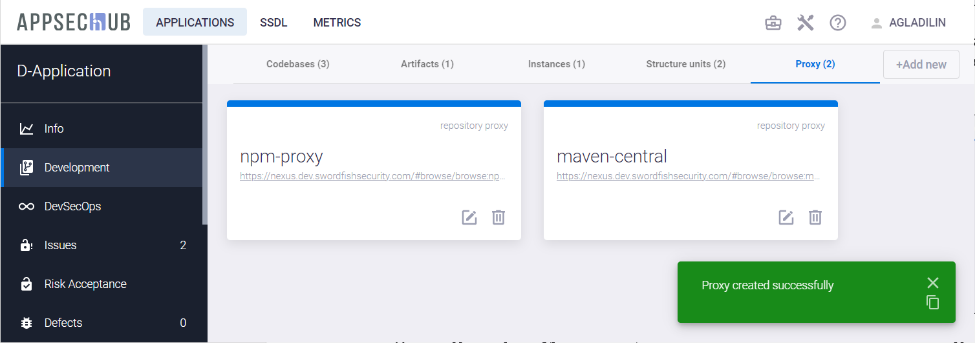 APPSECHUB APPLICATIONS SSDL METRICS AGLADILIN
D-Application
Codebases (3) Artifacts (1) Instances (1) Structure units (2) Proxy (2) +Add new
Info
Development
DevSecOps
Issues 2
Risk Acceptance
Defects 0
repository proxy
npm-proxy
https://nexus.dev.swordfishsecurity.com/#browse/browse:np...
repository proxy
maven-central
https://nexus.dev.swordfishsecurity.com/#browse/browse:m...
Proxy created successfully